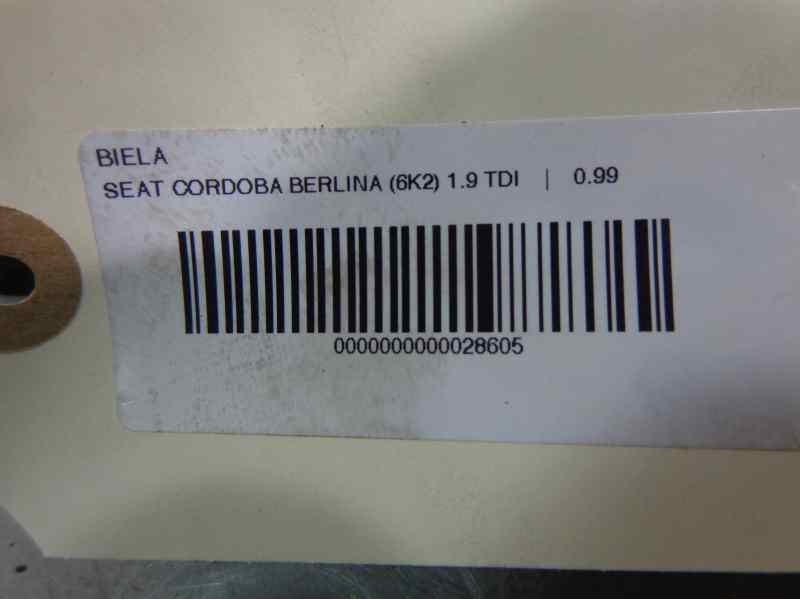 BIELA
SEAT CORDOBA BERLINA (6K2) 1.9 TDI | 0.99
0000000000028605